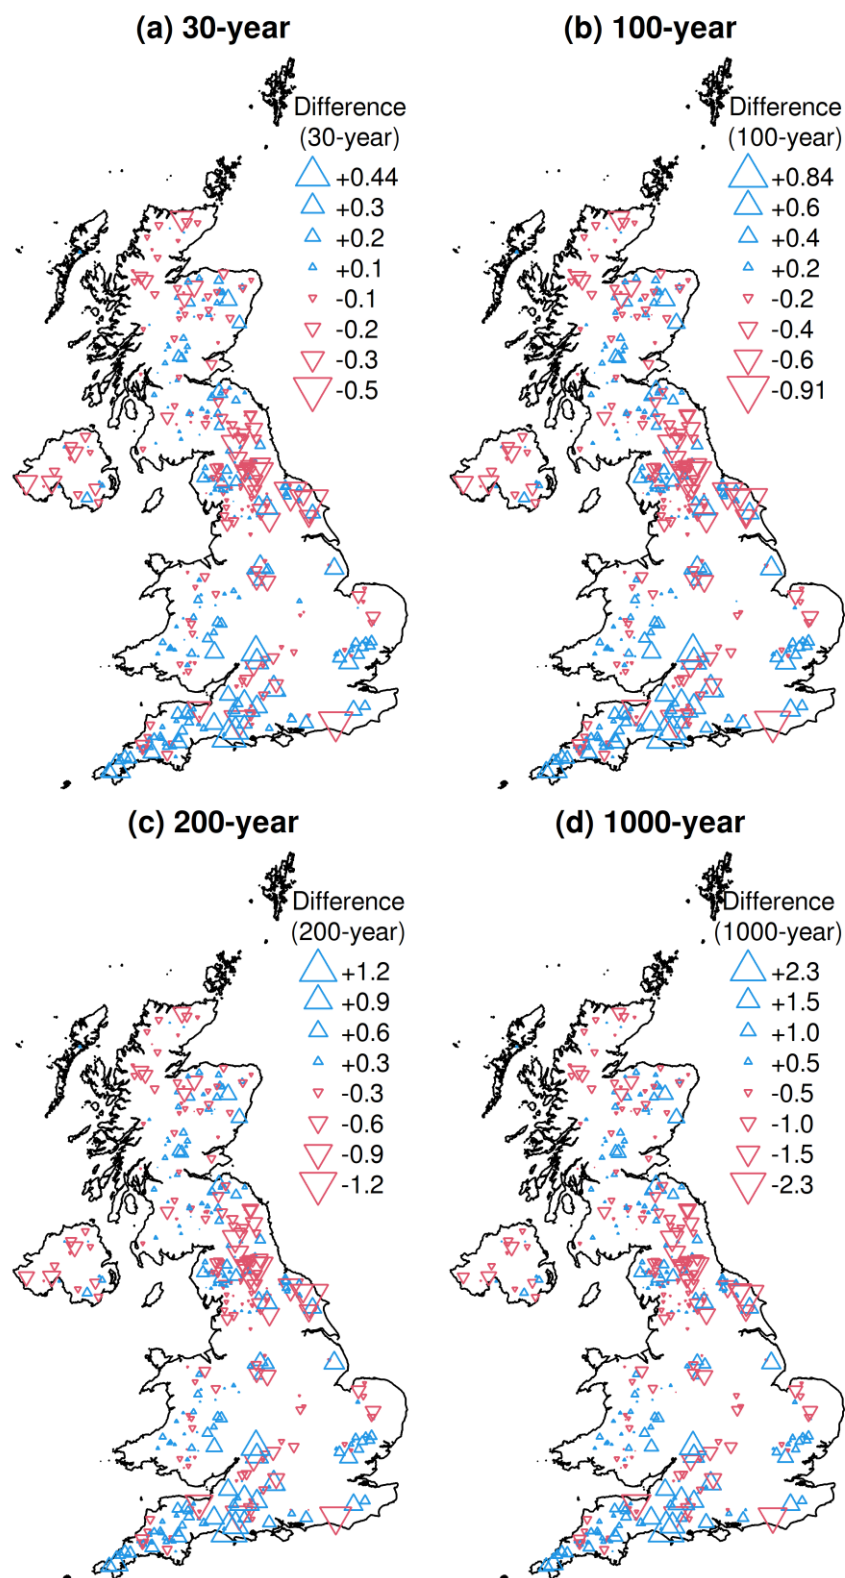 (a) 30-year
Difference
(30-year)
+0.44
+0.3
+0.2
+0.1
-0.1
-0.2
-0.3
-0.5
(b) 100-year
Difference
(100-year)
+0.84
+0.6
+0.4
+0.2
-0.2
-0.4
-0.6
-0.91
(c) 200-year
Difference
(200-year)
+1.2
+0.9
+0.6
+0.3
-0.3
-0.6
-0.9
-1.2
(d) 1000-year
Difference
(1000-year)
+2.3
+1.5
+1.0
+0.5
-0.5
-1.0
-1.5
-2.3